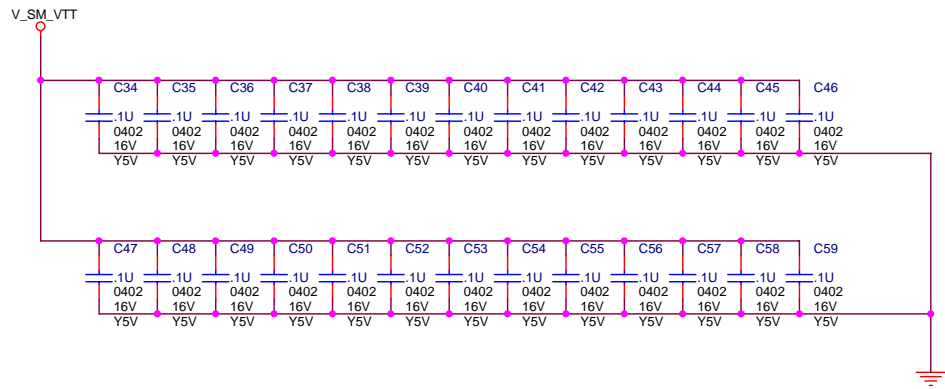 V_SM_VTT
C34 C35 C36 C37 C38 C39 C40 C41 C42 C43 C44 C45 C46
.1U .1U .1U .1U .1U .1U .1U .1U .1U .1U .1U .1U .1U
0402 0402 0402 0402 0402 0402 0402 0402 0402 0402 0402 0402 0402
16V 16V 16V 16V 16V 16V 16V 16V 16V 16V 16V 16V 16V
Y5V Y5V Y5V Y5V Y5V Y5V Y5V Y5V Y5V Y5V Y5V Y5V Y5V
C47 C48 C49 C50 C51 C52 C53 C54 C55 C56 C57 C58 C59
.1U .1U .1U .1U .1U .1U .1U .1U .1U .1U .1U .1U .1U
0402 0402 0402 0402 0402 0402 0402 0402 0402 0402 0402 0402 0402
16V 16V 16V 16V 16V 16V 16V 16V 16V 16V 16V 16V 16V
Y5V Y5V Y5V Y5V Y5V Y5V Y5V Y5V Y5V Y5V Y5V Y5V Y5V